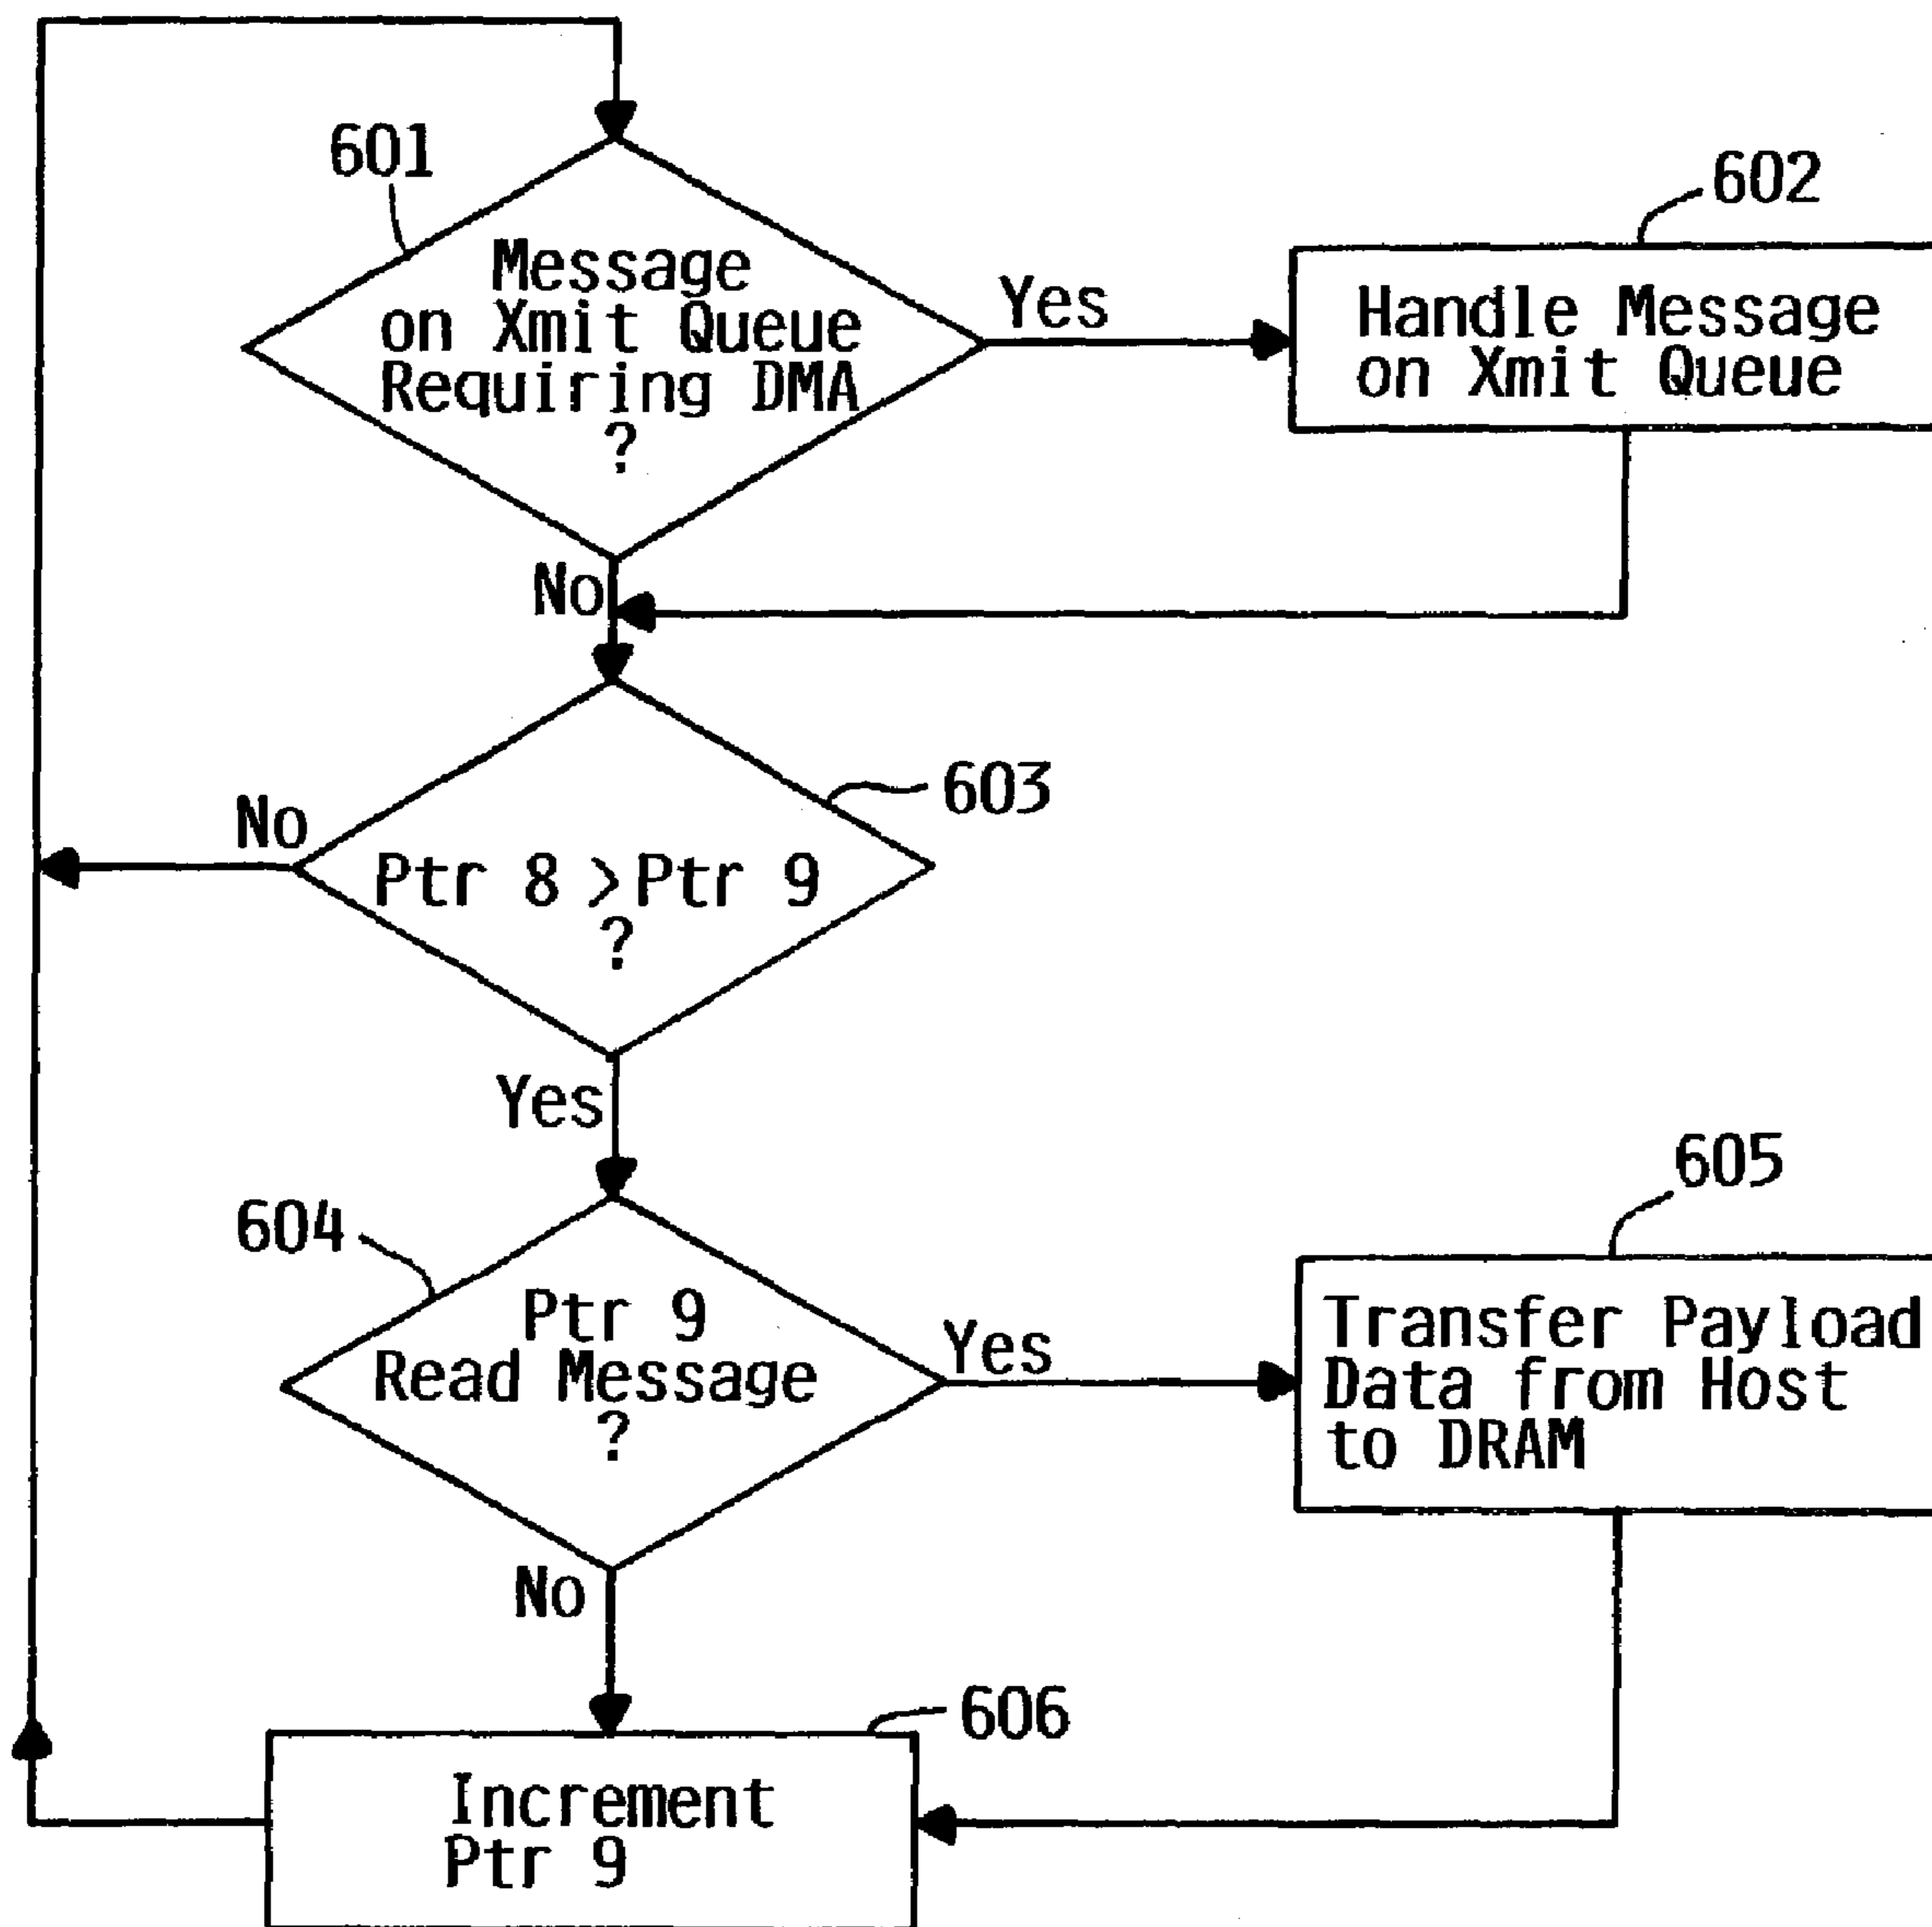 601
Message
on Xmit Queue
Requiring DMA
?
Yes
602
Handle Message
on Xmit Queue
No
603
No
Ptr 8 >Ptr 9
?
Yes
604
Ptr 9
Read Message
?
Yes
605
Transfer Payload
Data from Host
to DRAM
No
606
Increment
Ptr 9